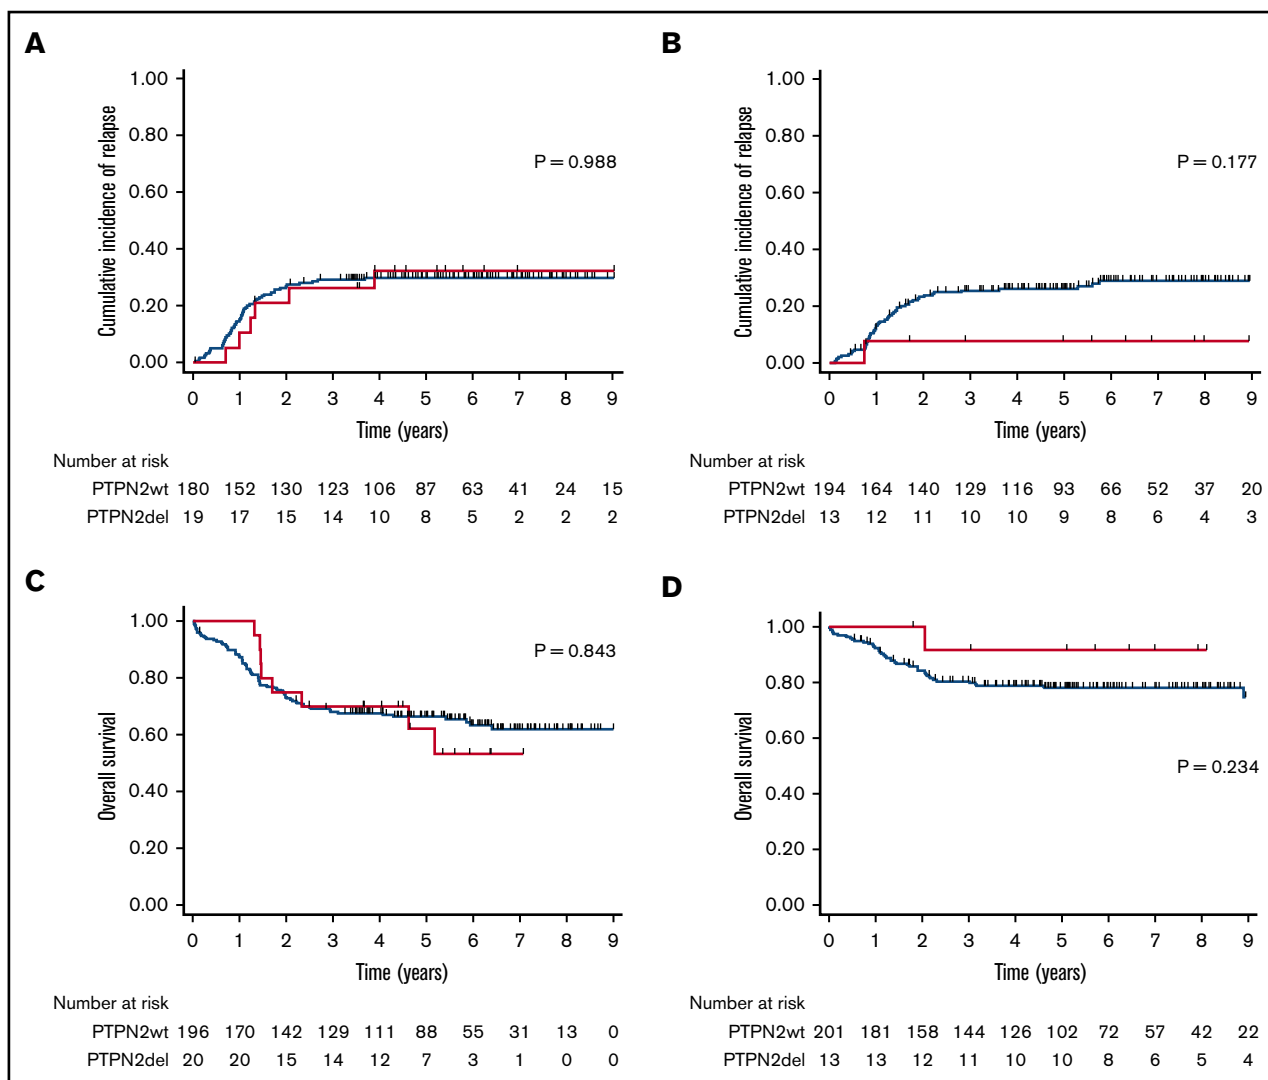 A
Cumulative incidence of relapse
1.00
0.80
0.60
0.40
0.20
0.00
P = 0.988
0 1 2 3 4 5 6 7 8 9
Time (years)
Number at risk
PTPN2wt 180 152 130 123 106 87 63 41 24 15
PTPN2del 19 17 15 14 10 8 5 2 2 2
B
Cumulative incidence of relapse
1.00
0.80
0.60
0.40
0.20
0.00
P = 0.177
0 1 2 3 4 5 6 7 8 9
Time (years)
Number at risk
PTPN2wt 194 164 140 129 116 93 66 52 37 20
PTPN2del 13 12 11 10 10 9 8 6 4 3
C
Overall survival
1.00
0.80
0.60
0.40
0.20
0.00
P = 0.843
0 1 2 3 4 5 6 7 8 9
Time (years)
Number at risk
PTPN2wt 196 170 142 129 111 88 55 31 13 0
PTPN2del 20 20 15 14 12 7 3 1 0 0
D
Overall survival
1.00
0.80
0.60
0.40
0.20
0.00
P = 0.234
0 1 2 3 4 5 6 7 8 9
Time (years)
Number at risk
PTPN2wt 201 181 158 144 126 102 72 57 42 22
PTPN2del 13 13 12 11 10 10 8 6 5 4